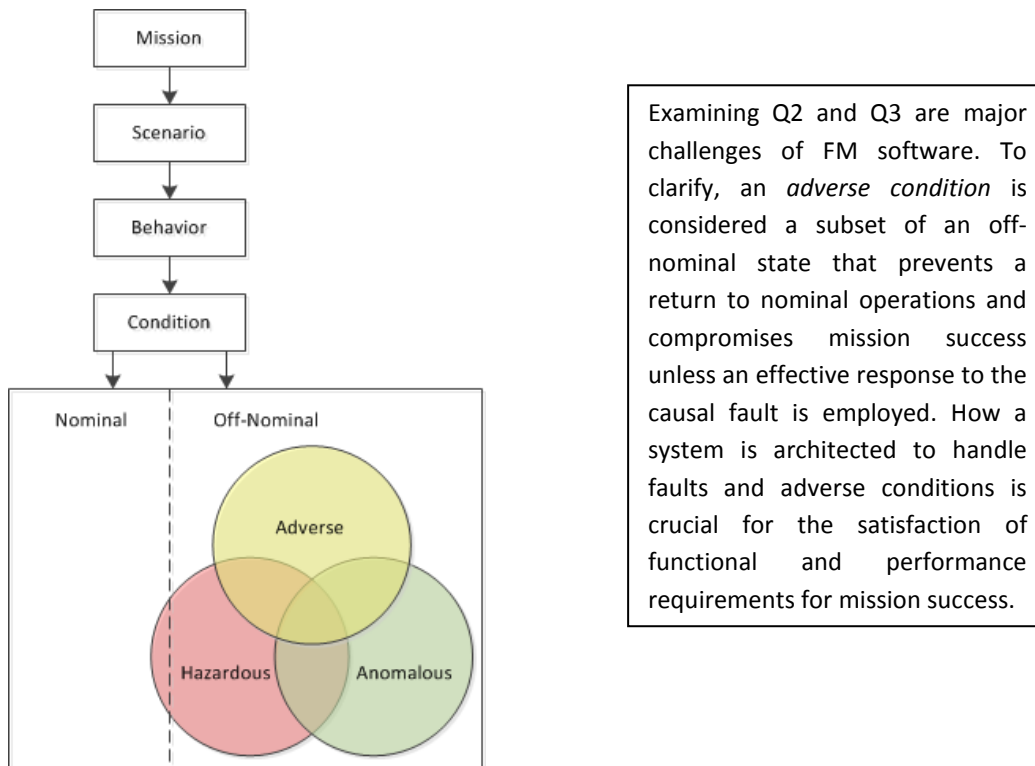 Mission
Scenario
Behavior
Condition
Nominal
Off-Nominal
Adverse
Hazardous
Anomalous
Examining Q2 and Q3 are major
challenges of FM software. To
clarify, an adverse condition is
considered a subset of an off-
nominal state that prevents a
return to nominal operations and
compromises mission success
unless an effective response to the
causal fault is employed. How a
system is architected to handle
faults and adverse conditions is
crucial for the satisfaction of
functional and performance
requirements for mission success.